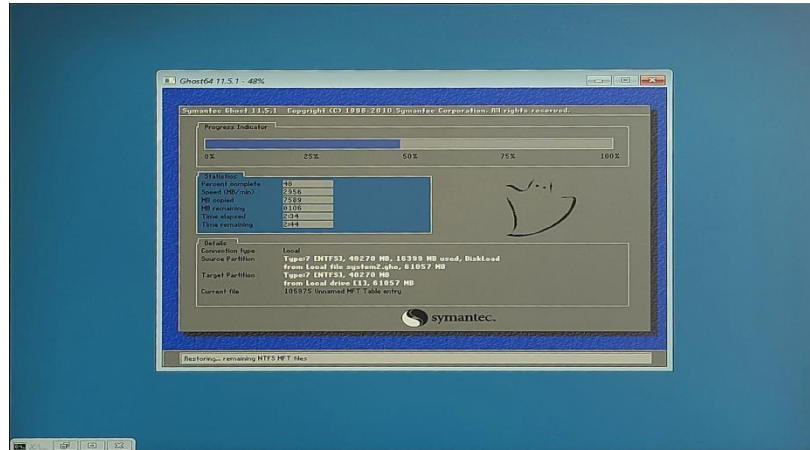 Ghost64 11.5.1 - 48%
Symantec Ghost 11.5.1 Copyright (C) 1998-2010 Symantec Corporation. All rights reserved.
Progress Indicator
0% 25% 50% 75% 100%
Statistics
Percent complete 48
Speed (MB/min) 2956
MB copied 7589
MB remaining 8106
Time elapsed 2:34
Time remaining 2:44
Details
Connection type Local
Source Partition Type:7 [NTFS], 40270 MB, 16399 MB used, DiskLoad
from Local file system2.gho, 61057 MB
Target Partition Type:7 [NTFS], 40270 MB
from Local drive [1], 61057 MB
Current file 105975 Unnamed MFT Table entry
symantec.
Restoring... remaining NTFS MFT files